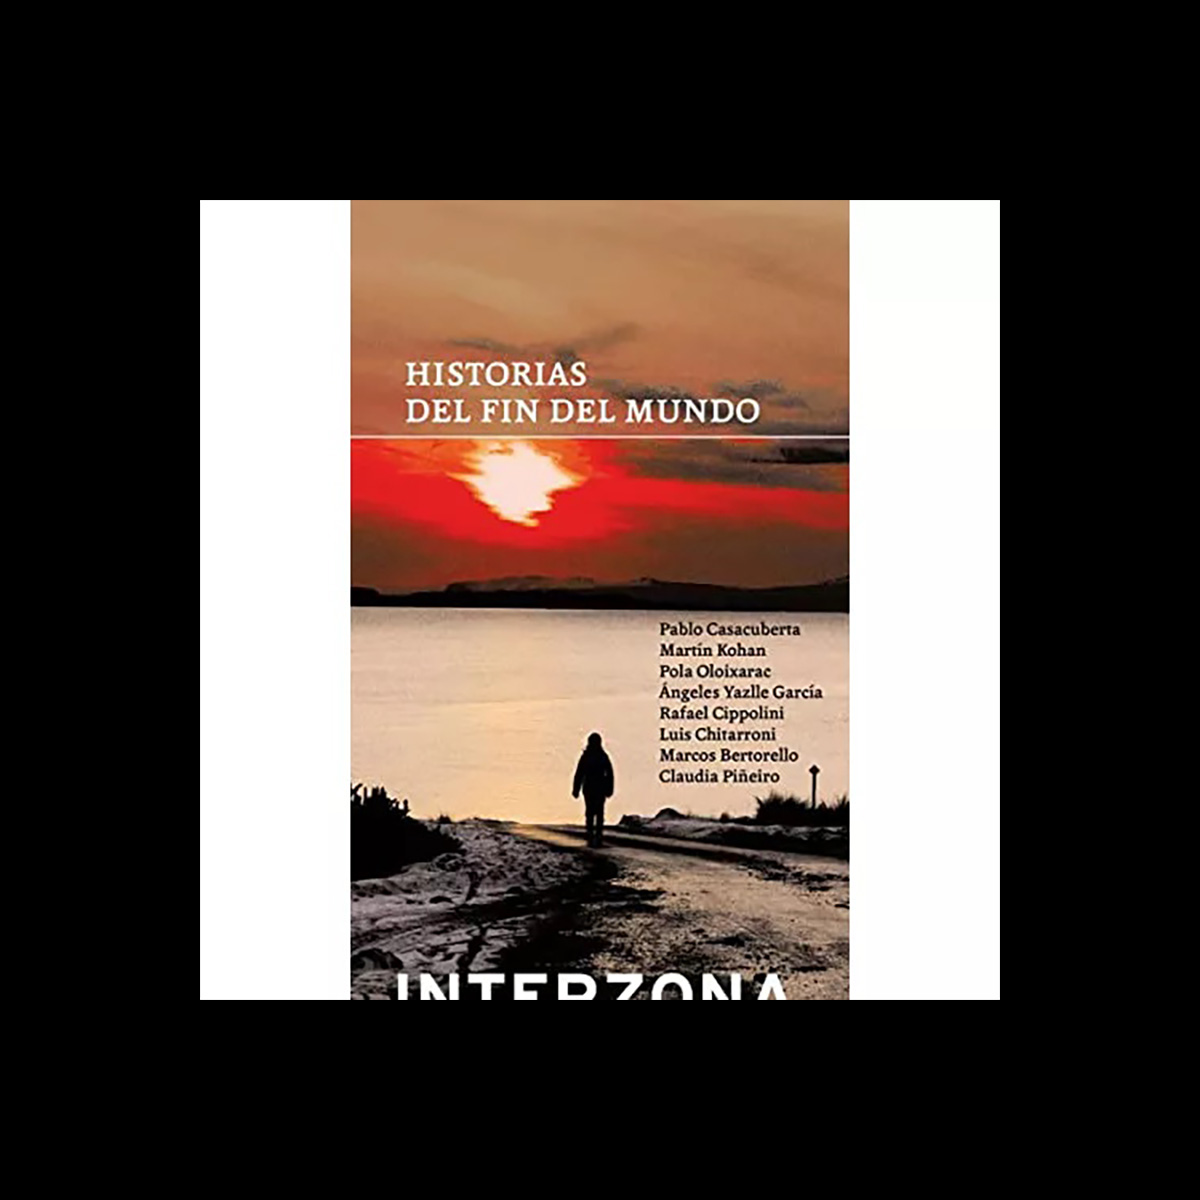 HISTORIAS
DEL FIN DEL MUNDO
Pablo Casacuberta
Martín Kohan
Pola Oloixarac
Ángeles Yazlle García
Rafael Cippolini
Luis Chitarroni
Marcos Bertorello
Claudia Piñeiro
INTERZONA